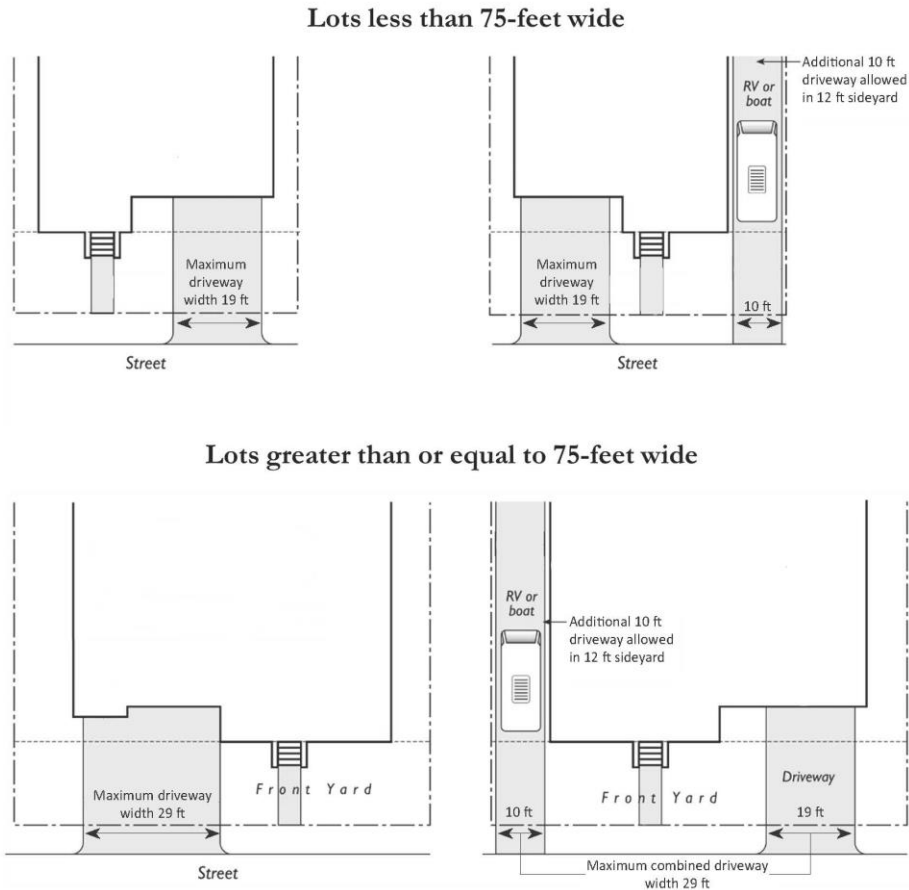 Lots less than 75-feet wide
Maximum
driveway
width 19 ft
Street
Additional 10 ft
driveway allowed
in 12 ft sideyard
RV or
boat
Maximum
driveway
width 19 ft
10 ft
Street
Lots greater than or equal to 75-feet wide
Maximum driveway
width 29 ft
Front Yard
Street
RV or
boat
Additional 10 ft
driveway allowed
in 12 ft sideyard
Front Yard
Driveway
10 ft
19 ft
Maximum combined driveway
width 29 ft